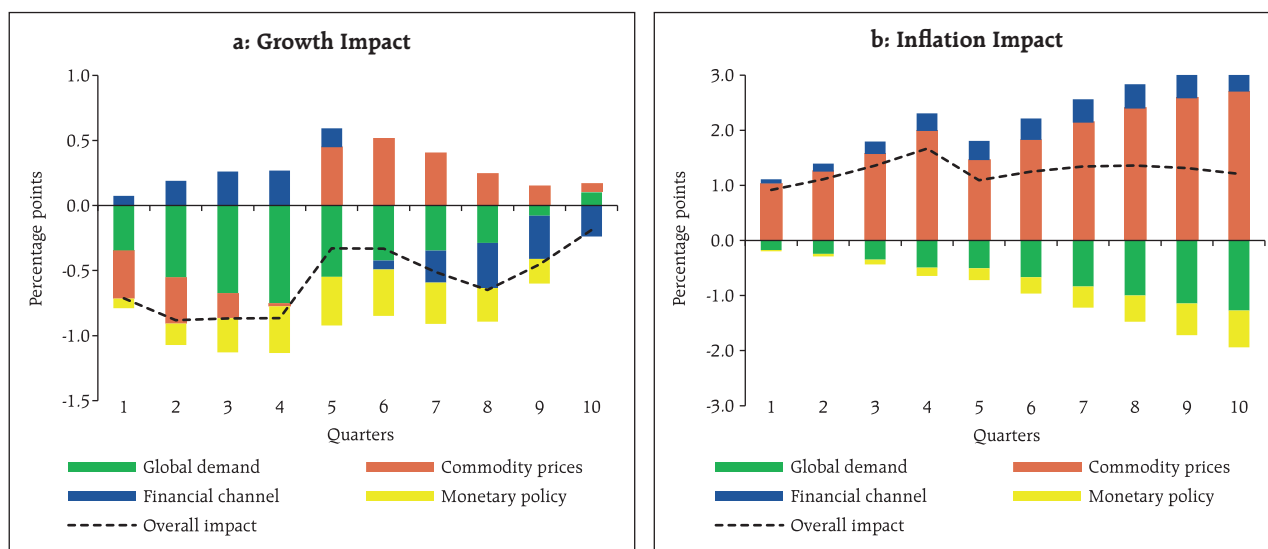 a: Growth Impact
Percentage points
1.0
0.5
0.0
-0.5
-1.0
-1.5
1 2 3 4 5 6 7 8 9 10
Quarters
Global demand Commodity prices
Financial channel Monetary policy
Overall impact
b: Inflation Impact
Percentage points
3.0
2.0
1.0
0.0
-1.0
-2.0
-3.0
1 2 3 4 5 6 7 8 9 10
Quarters
Global demand Commodity prices
Financial channel Monetary policy
Overall impact